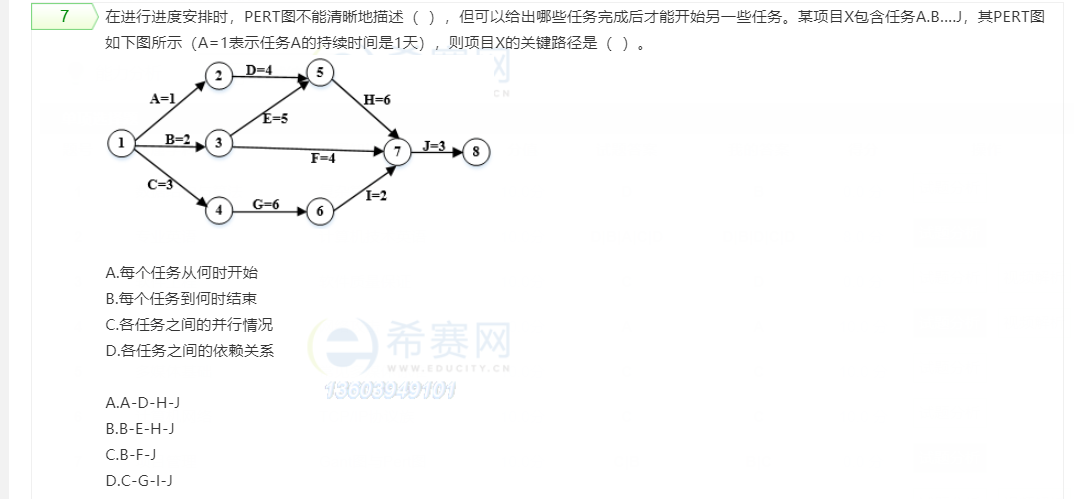 7
在进行进度安排时，PERT图不能清晰地描述（ ），但可以给出哪些任务完成后才能开始另一些任务。某项目X包含任务A.B....J，其PERT图
如下图所示（A=1表示任务A的持续时间是1天），则项目X的关键路径是（ ）。
2
D=4
5
A=1
H=6
E=5
1
B=2
3
F=4
7
J=3
8
C=3
I=2
4
G=6
6
A.每个任务从何时开始
B.每个任务到何时结束
C.各任务之间的并行情况
D.各任务之间的依赖关系
希赛网
WWW.EDUCITY.CN
13603949101
A.A-D-H-J
B.B-E-H-J
C.B-F-J
D.C-G-I-J